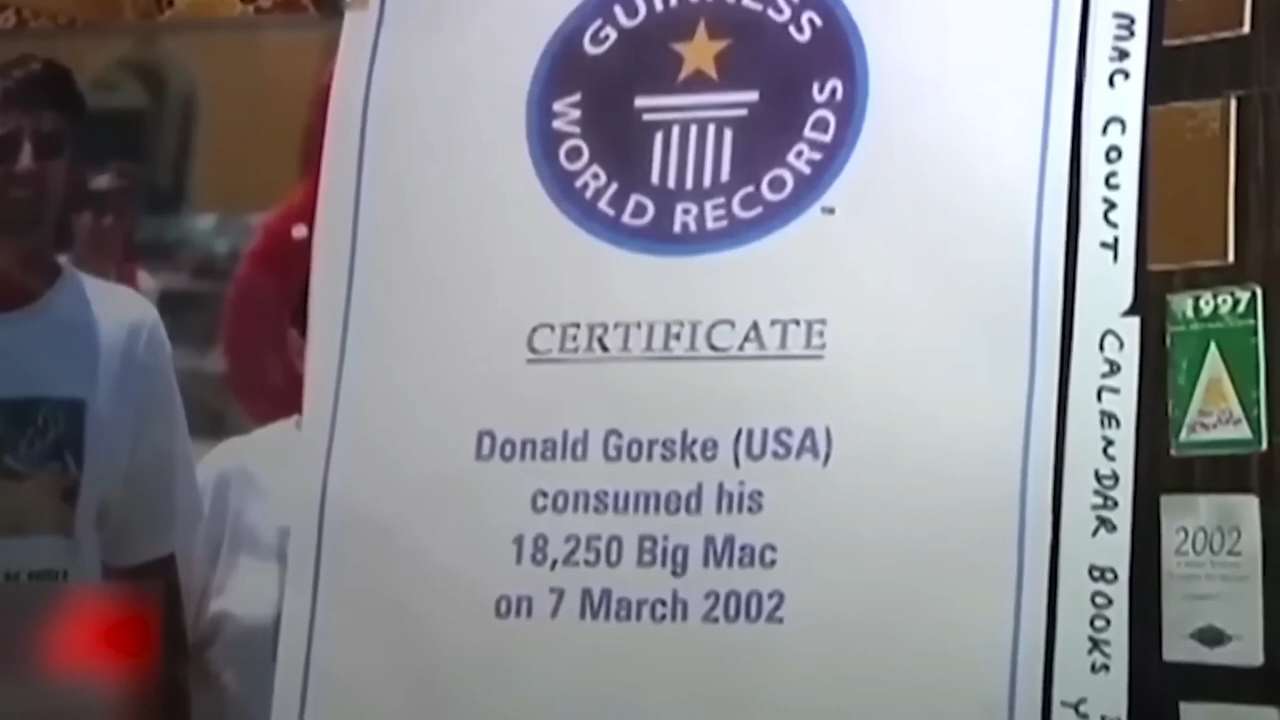 GUINNESS
WORLD RECORDS
CERTIFICATE
Donald Gorske (USA)
consumed his
18,250 Big Mac
on 7 March 2002
MAC COUNT CALENDAR BOOKS
1997
2002